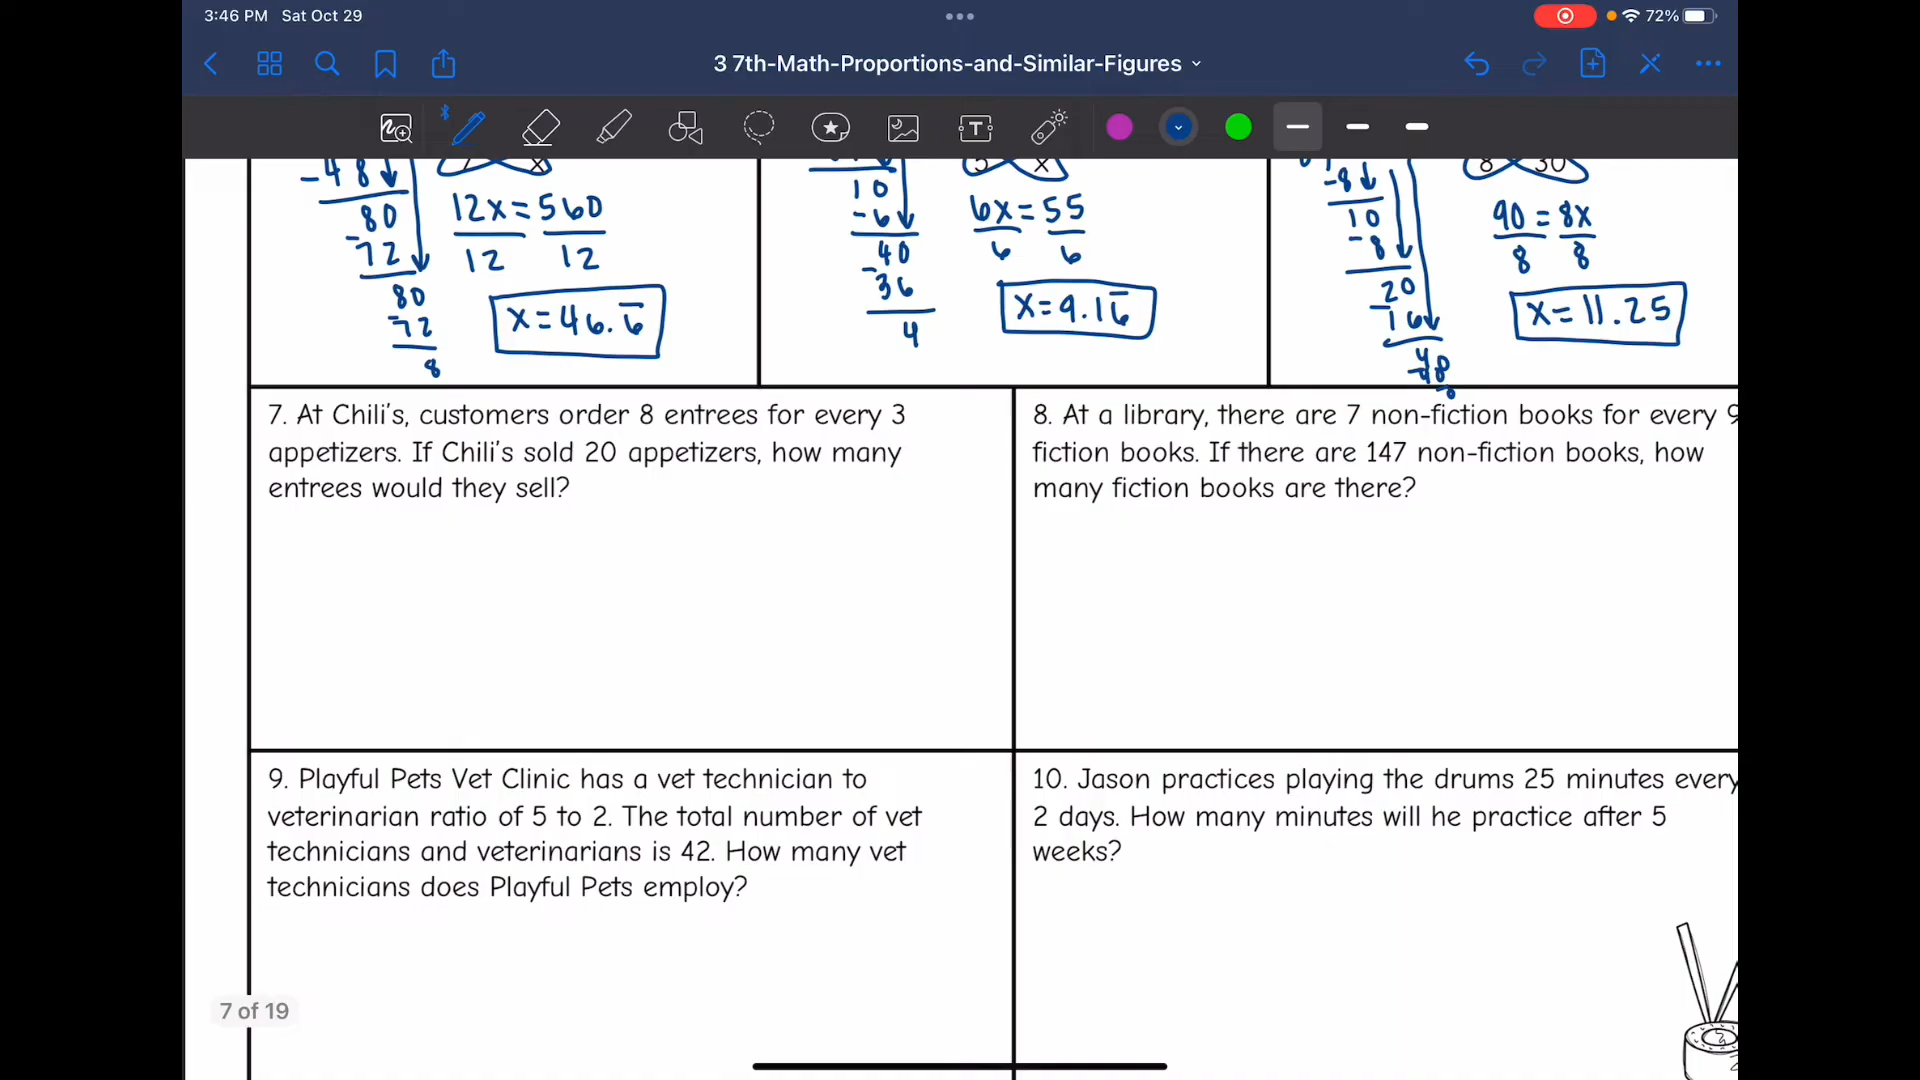 3:46 PM Sat Oct 29
72%
3 7th-Math-Proportions-and-Similar-Figures
-48
80
-72
80
-72
8
x
12x=560
12 12
x=46.6̅
10
-6
40
-36
4
5 x
6x=55
6 6
x=9.16̅
-8
10
-8
20
-16
8 30
90=8x
8 8
x=11.25
7. At Chili's, customers order 8 entrees for every 3
appetizers. If Chili's sold 20 appetizers, how many
entrees would they sell?
8. At a library, there are 7 non-fiction books for every 9
fiction books. If there are 147 non-fiction books, how
many fiction books are there?
9. Playful Pets Vet Clinic has a vet technician to
veterinarian ratio of 5 to 2. The total number of vet
technicians and veterinarians is 42. How many vet
technicians does Playful Pets employ?
10. Jason practices playing the drums 25 minutes every
2 days. How many minutes will he practice after 5
weeks?
7 of 19